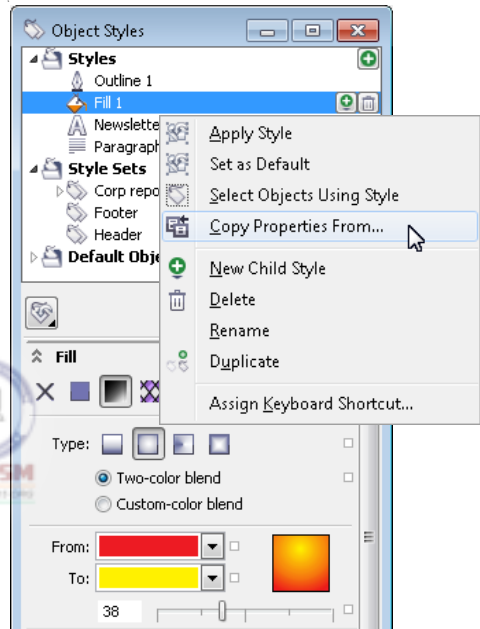 Object Styles
Styles
Outline 1
Fill 1
Newslette
Paragraph
Style Sets
Corp repo
Footer
Header
Default Obje
Apply Style
Set as Default
Select Objects Using Style
Copy Properties From...
New Child Style
Delete
Rename
Duplicate
Assign Keyboard Shortcut...
Fill
Type:
Two-color blend
Custom-color blend
From:
To:
38
SM